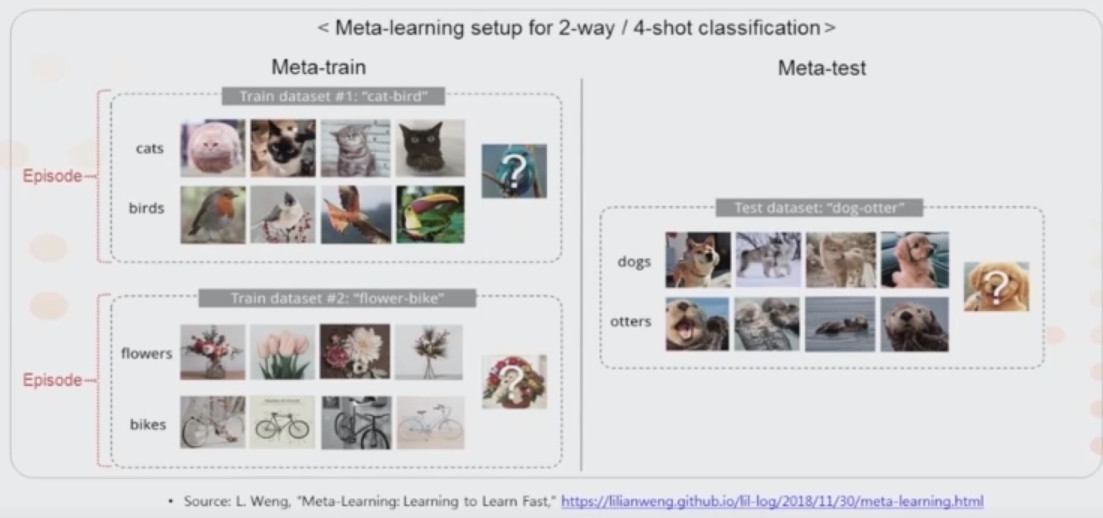 < Meta-learning setup for 2-way / 4-shot classification >
Meta-train
Meta-test
Train dataset #1: "cat-bird"
cats
?
birds
Episode
Train dataset #2: "flower-bike"
flowers
?
bikes
Episode
Test dataset: "dog-otter"
dogs
?
otters
• Source: L. Weng, "Meta-Learning: Learning to Learn Fast," https://lilianweng.github.io/lil-log/2018/11/30/meta-learning.html